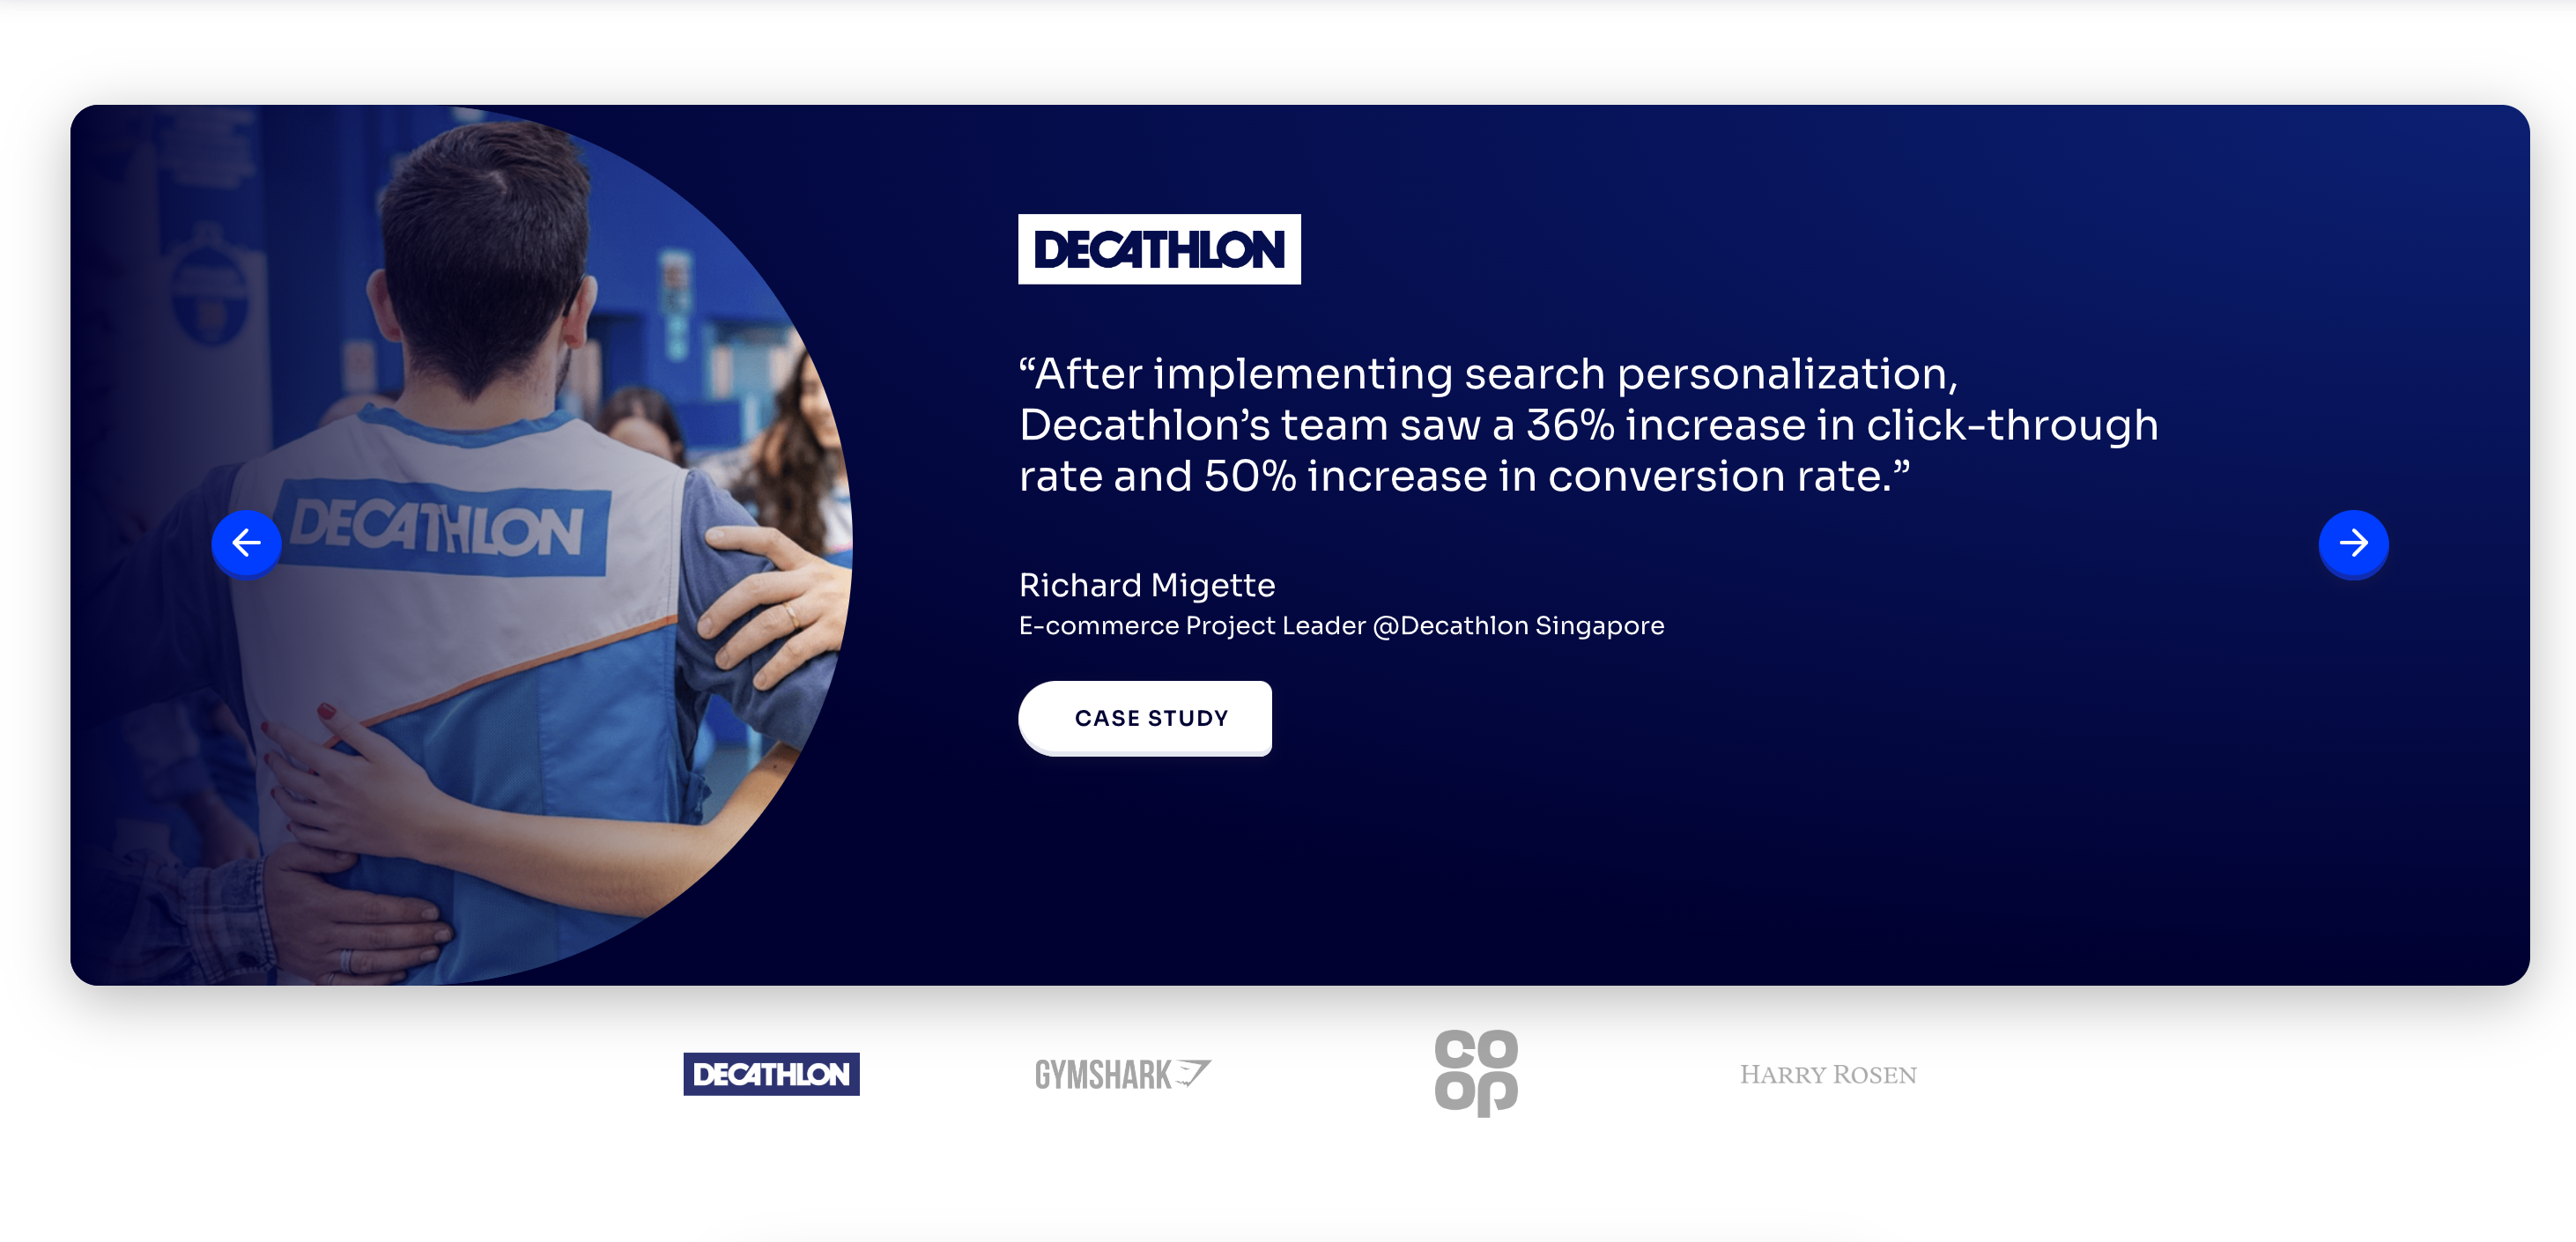 DECATHLON
“After implementing search personalization,
Decathlon’s team saw a 36% increase in click-through
rate and 50% increase in conversion rate.”
DECATHLON
Richard Migette
E-commerce Project Leader @Decathlon Singapore
CASE STUDY
DECATHLON
GYMSHARK
CO
OP
HARRY ROSEN